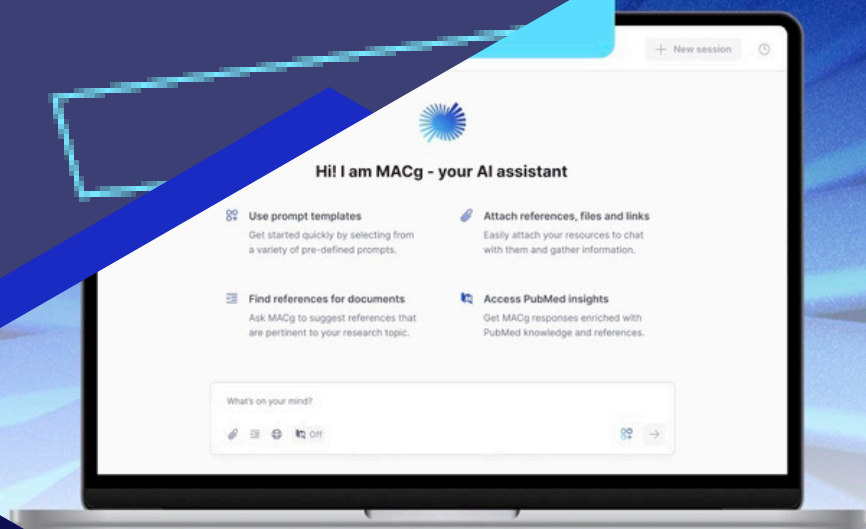 New session
Hi! I am MACg - your AI assistant
Use prompt templates
Get started quickly by selecting from
a variety of pre-defined prompts.
Attach references, files and links
Easily attach your resources to chat
with them and gather information.
Find references for documents
Ask MACg to suggest references that
are pertinent to your research topic.
Access PubMed insights
Get MACg responses enriched with
PubMed knowledge and references.
What's on your mind?
Off